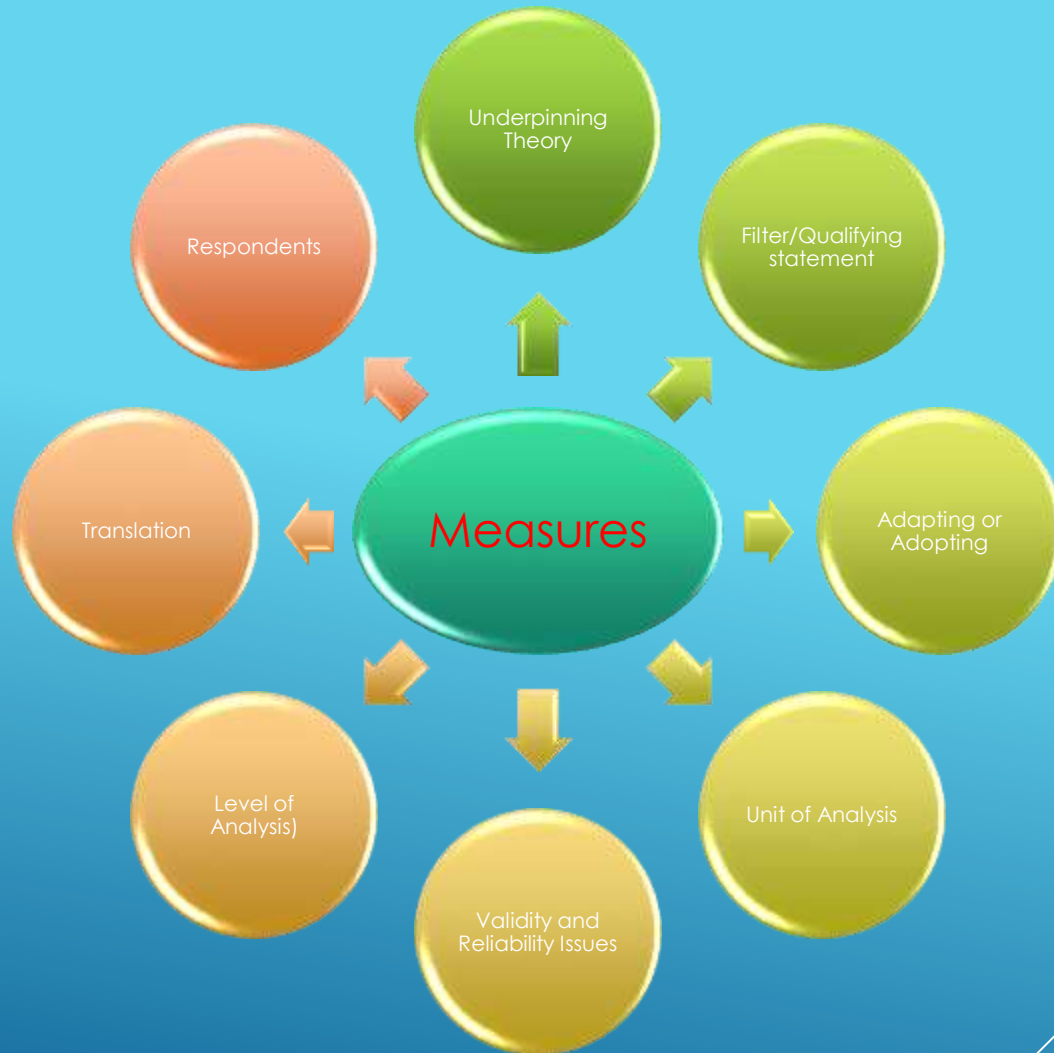 Underpinning
Theory
Filter/Qualifying
statement
Adapting or
Adopting
Unit of Analysis
Validity and
Reliability Issues
Level of
Analysis)
Translation
Respondents
Measures